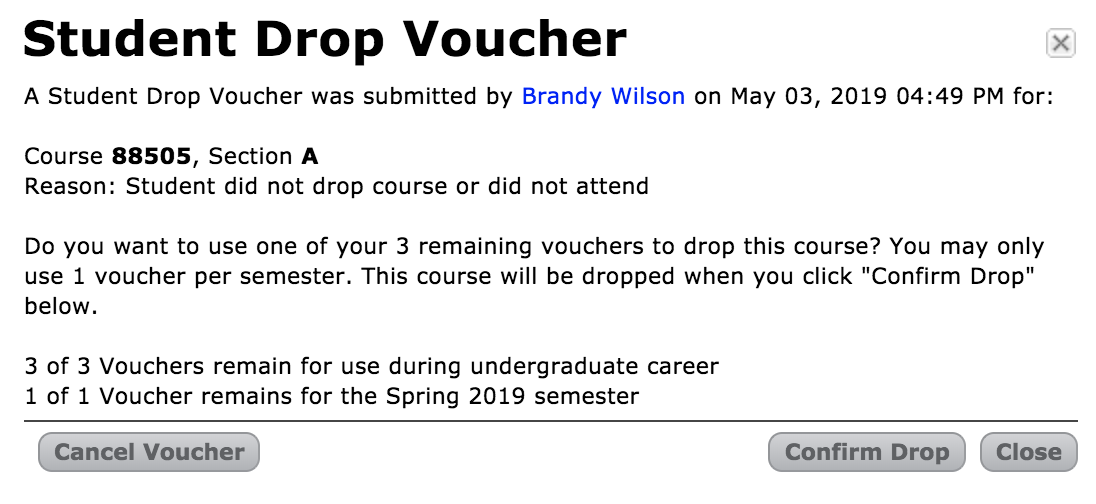 Student Drop Voucher
A Student Drop Voucher was submitted by Brandy Wilson on May 03, 2019 04:49 PM for:
Course 88505, Section A
Reason: Student did not drop course or did not attend
Do you want to use one of your 3 remaining vouchers to drop this course? You may only
use 1 voucher per semester. This course will be dropped when you click "Confirm Drop"
below.
3 of 3 Vouchers remain for use during undergraduate career
1 of 1 Voucher remains for the Spring 2019 semester
Cancel Voucher Confirm Drop Close